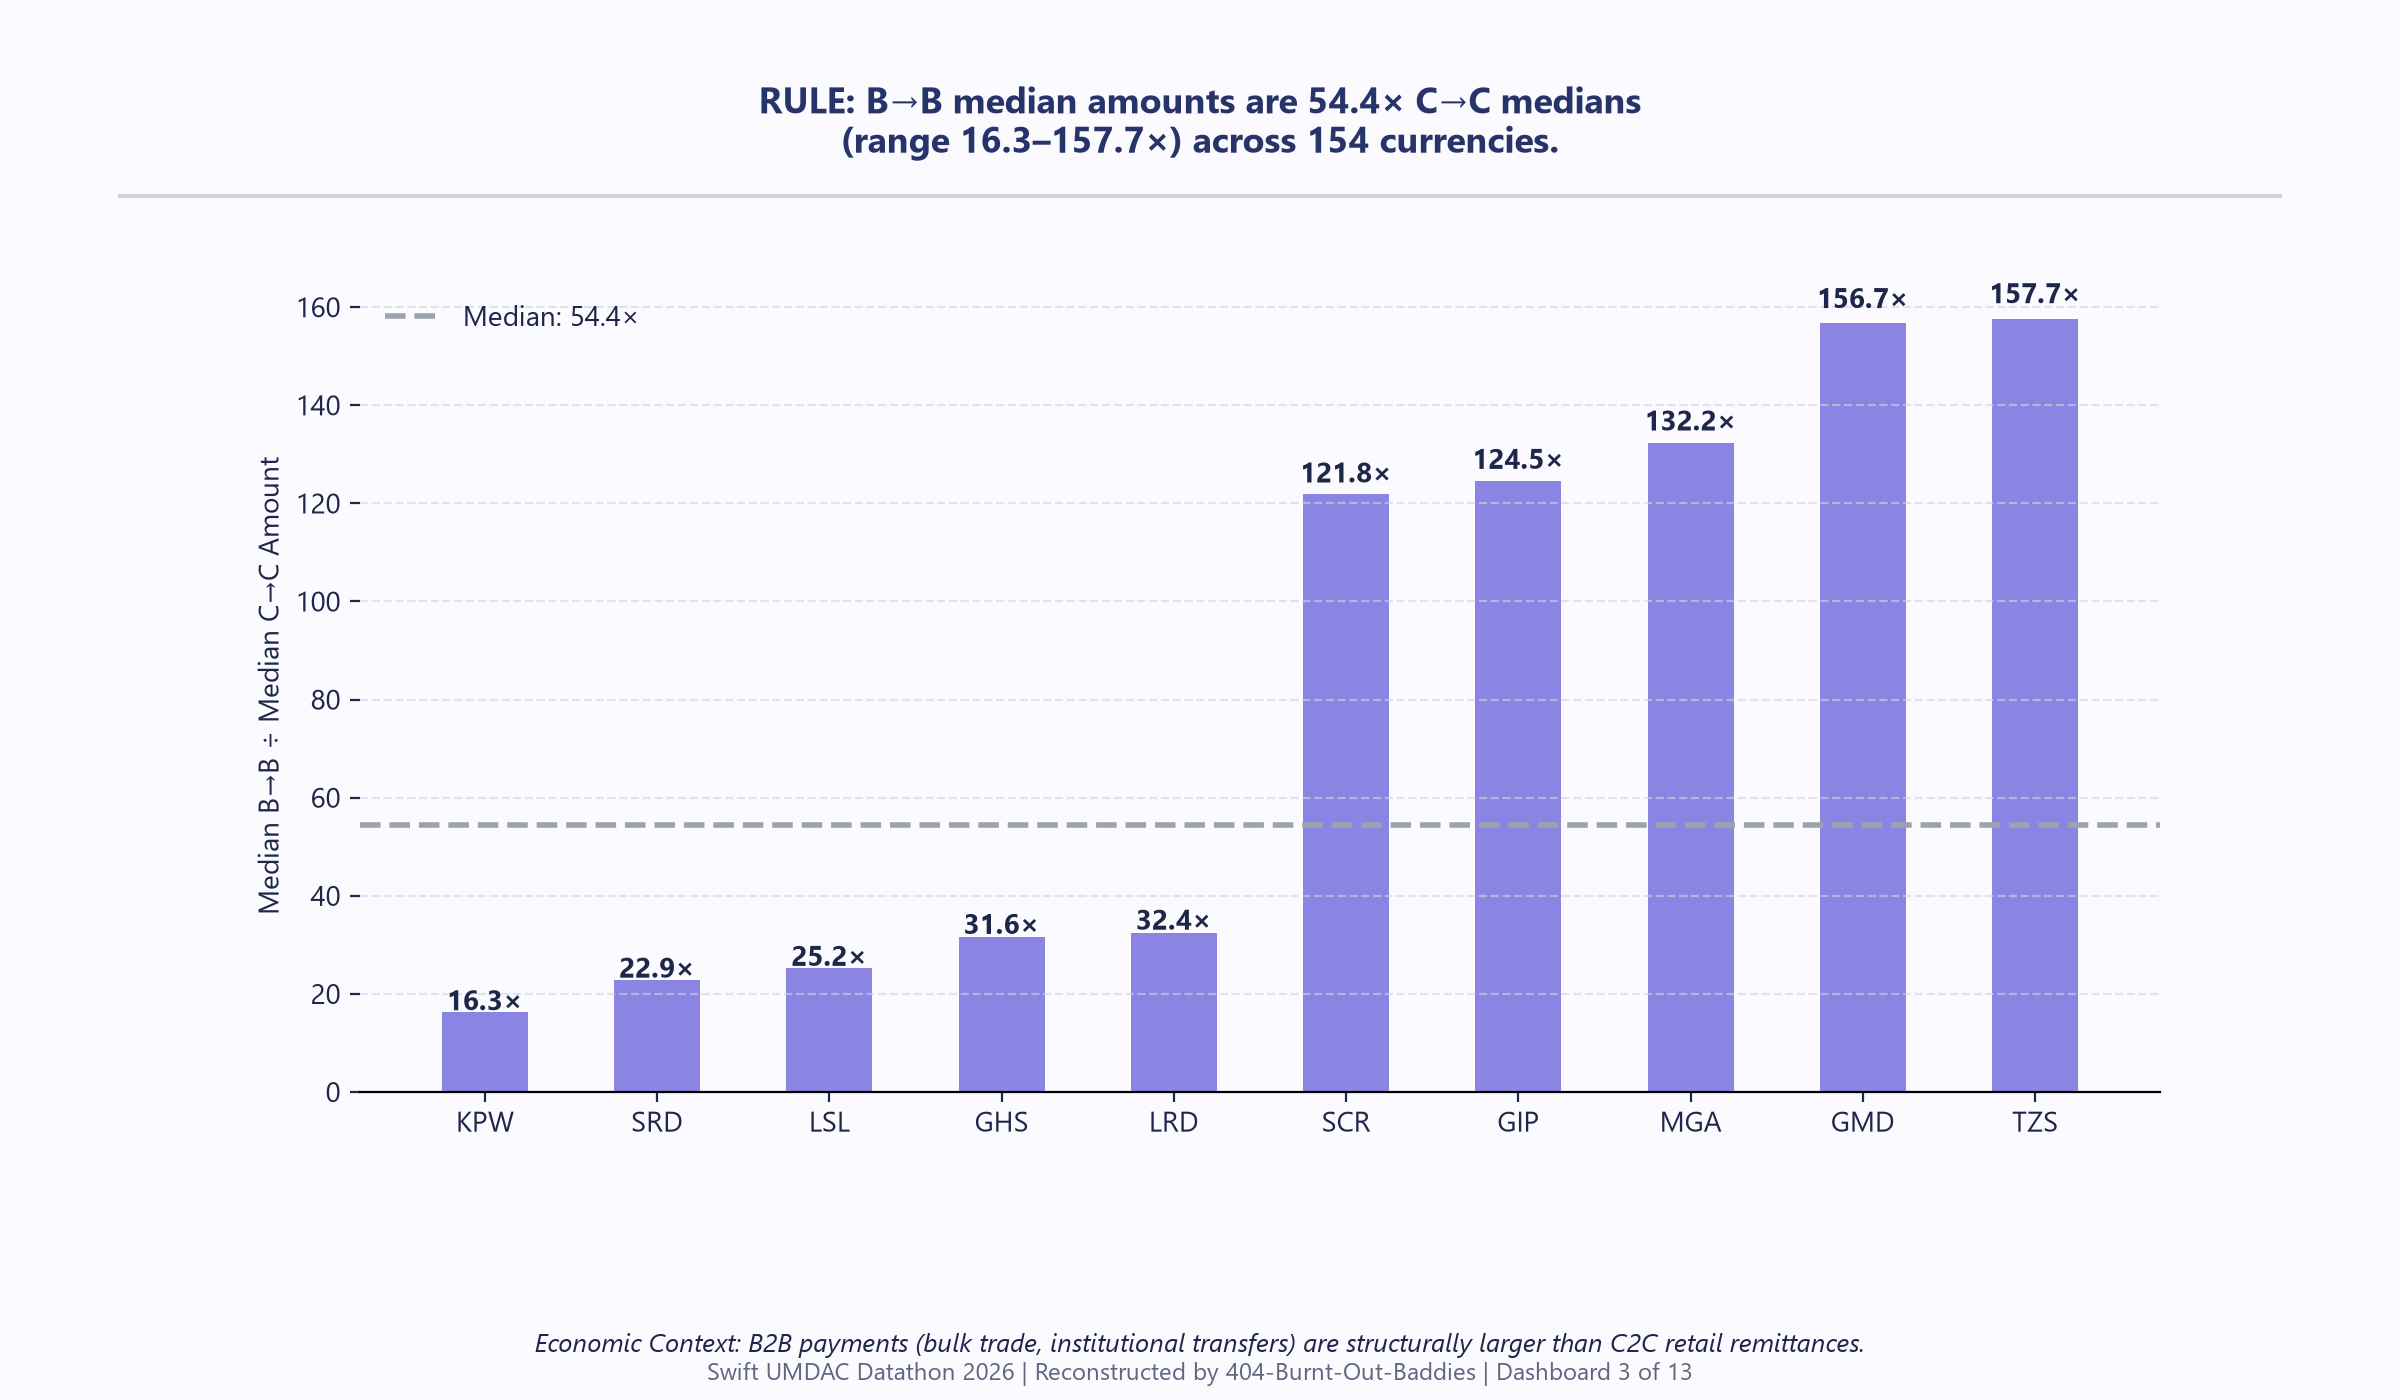 RULE: B→B median amounts are 54.4× C→C medians
(range 16.3–157.7×) across 154 currencies.
Median: 54.4×
Median B→B ÷ Median C→C Amount
160
140
120
100
80
60
40
20
0
16.3×
22.9×
25.2×
31.6×
32.4×
121.8×
124.5×
132.2×
156.7×
157.7×
KPW
SRD
LSL
GHS
LRD
SCR
GIP
MGA
GMD
TZS
Economic Context: B2B payments (bulk trade, institutional transfers) are structurally larger than C2C retail remittances.
Swift UMDAC Datathon 2026 | Reconstructed by 404-Burnt-Out-Baddies | Dashboard 3 of 13